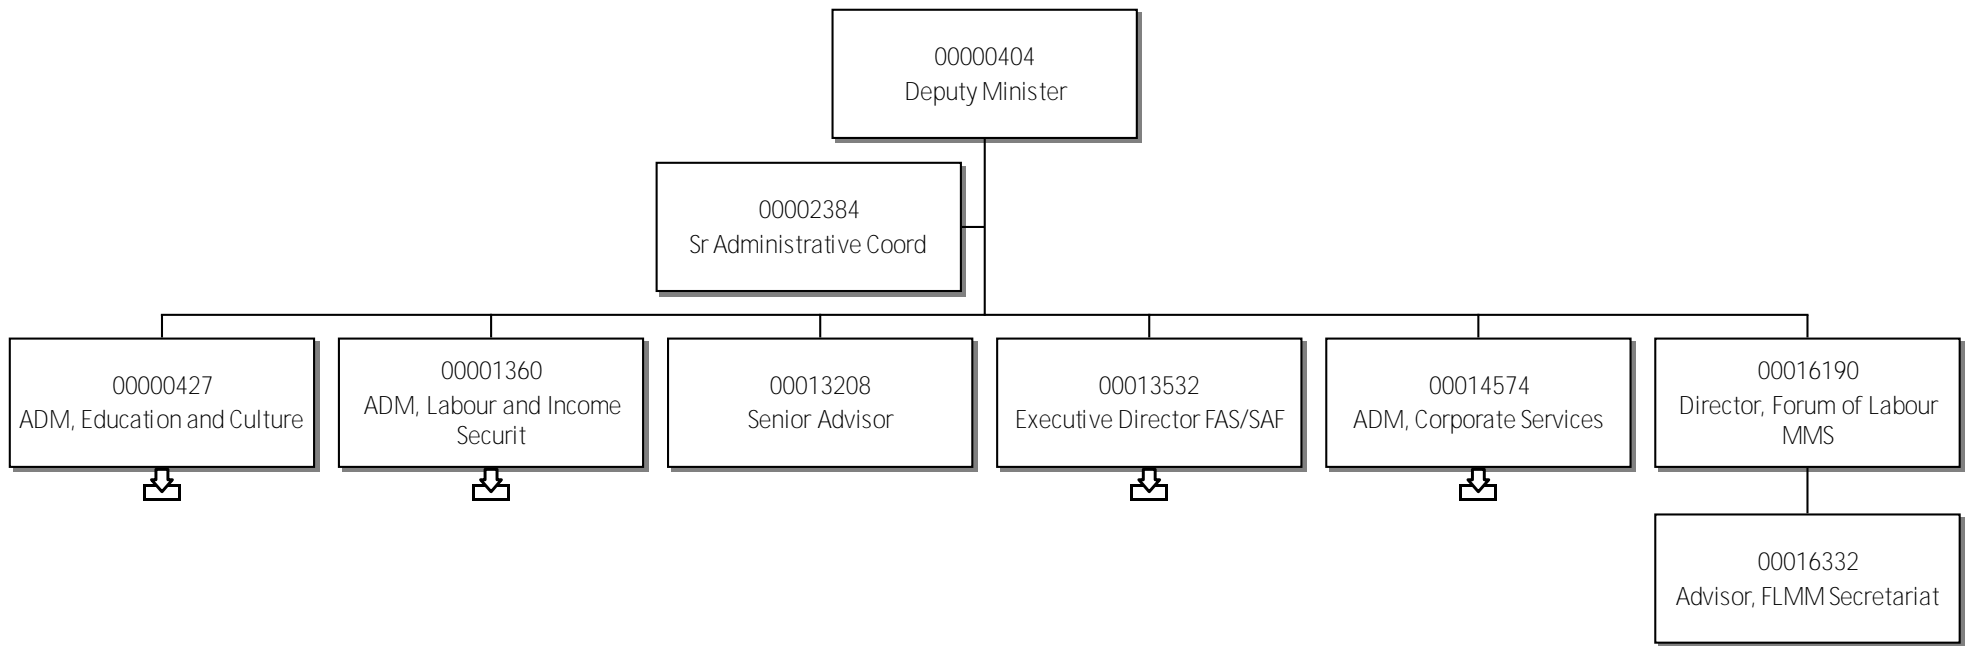 00000404
Deputy Minister
00002384
Sr Administrative Coord
00000427
ADM, Education and Culture
00001360
ADM, Labour and Income
Securit
00013208
Senior Advisor
00013532
Executive Director FAS/SAF
00014574
ADM, Corporate Services
00016190
Director, Forum of Labour
MMS
00016332
Advisor, FLMM Secretariat